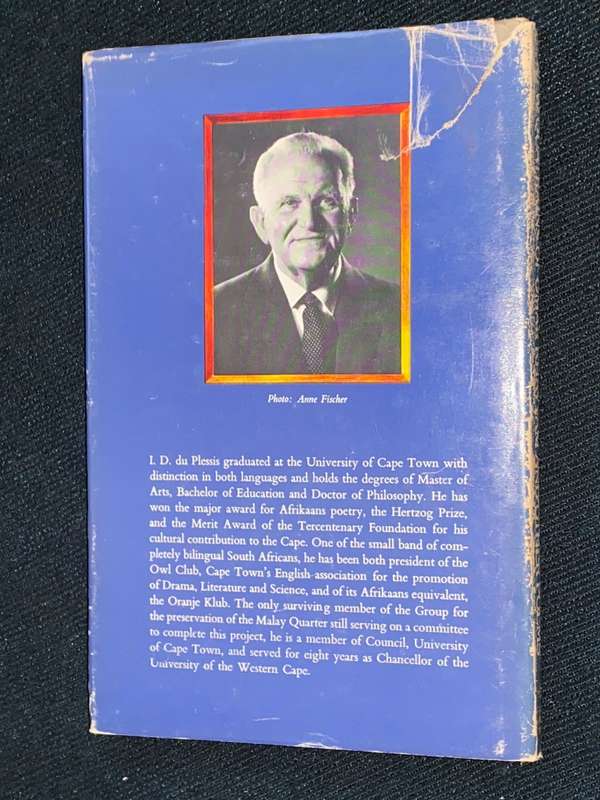 Photo: Anne Fischer
I. D. du Plessis graduated at the University of Cape Town with
distinction in both languages and holds the degrees of Master of
Arts, Bachelor of Education and Doctor of Philosophy. He has
won the major award for Afrikaans poetry, the Hertzog Prize,
and the Merit Award of the Tercentenary Foundation for his
cultural contribution to the Cape. One of the small band of com-
pletely bilingual South Africans, he has been both president of the
Owl Club, Cape Town's English association for the promotion
of Drama, Literature and Science, and of its Afrikaans equivalent,
the Oranje Klub. The only surviving member of the Group for
the preservation of the Malay Quarter still serving on a committee
to complete this project, he is a member of Council, University
of Cape Town, and served for eight years as Chancellor of the
University of the Western Cape.